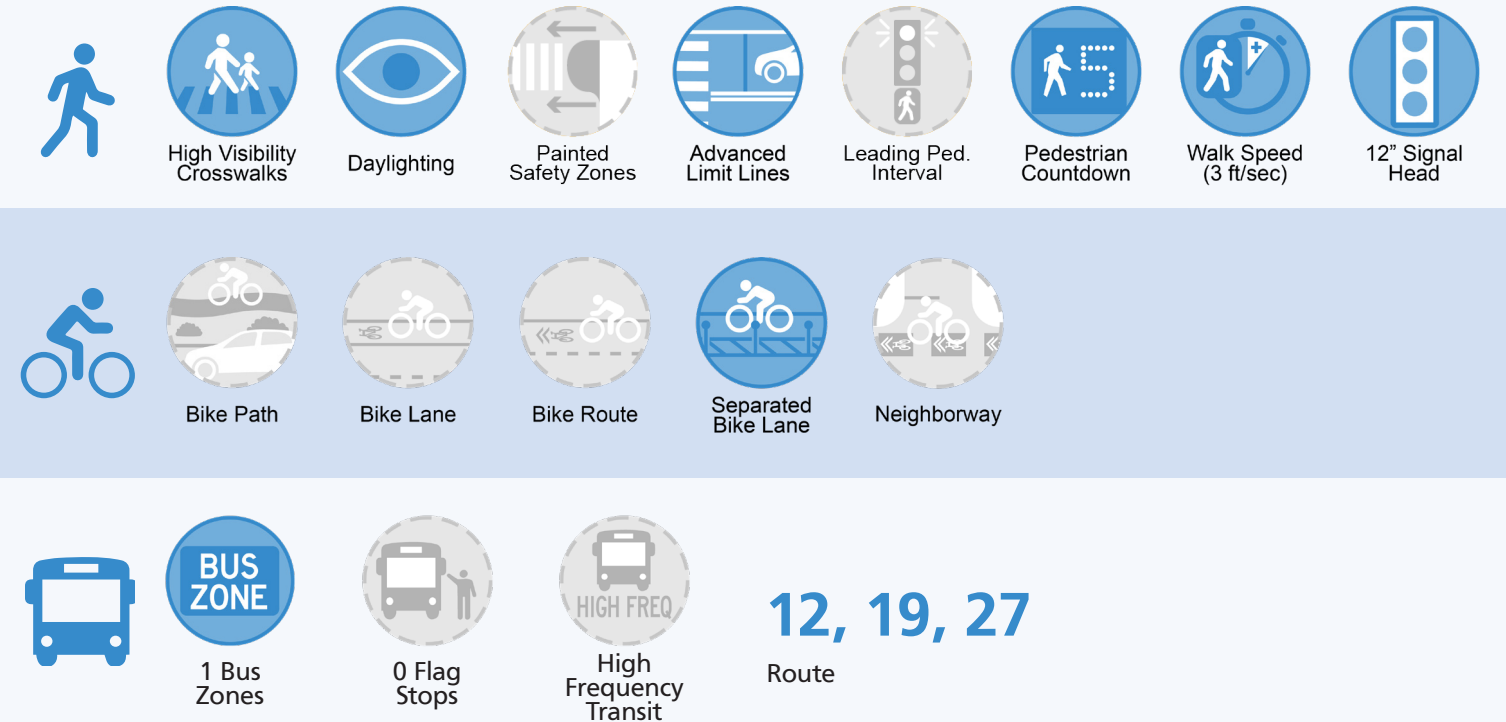 High Visibility
Crosswalks
Daylighting
Painted
Safety Zones
Advanced
Limit Lines
Leading Ped.
Interval
5
Pedestrian
Countdown
Walk Speed
(3 ft/sec)
12” Signal
Head
Bike Path
Bike Lane
Bike Route
Separated
Bike Lane
Neighborway
BUS
ZONE
1 Bus
Zones
0 Flag
Stops
HIGH FREQ
High
Frequency
Transit
12, 19, 27
Route